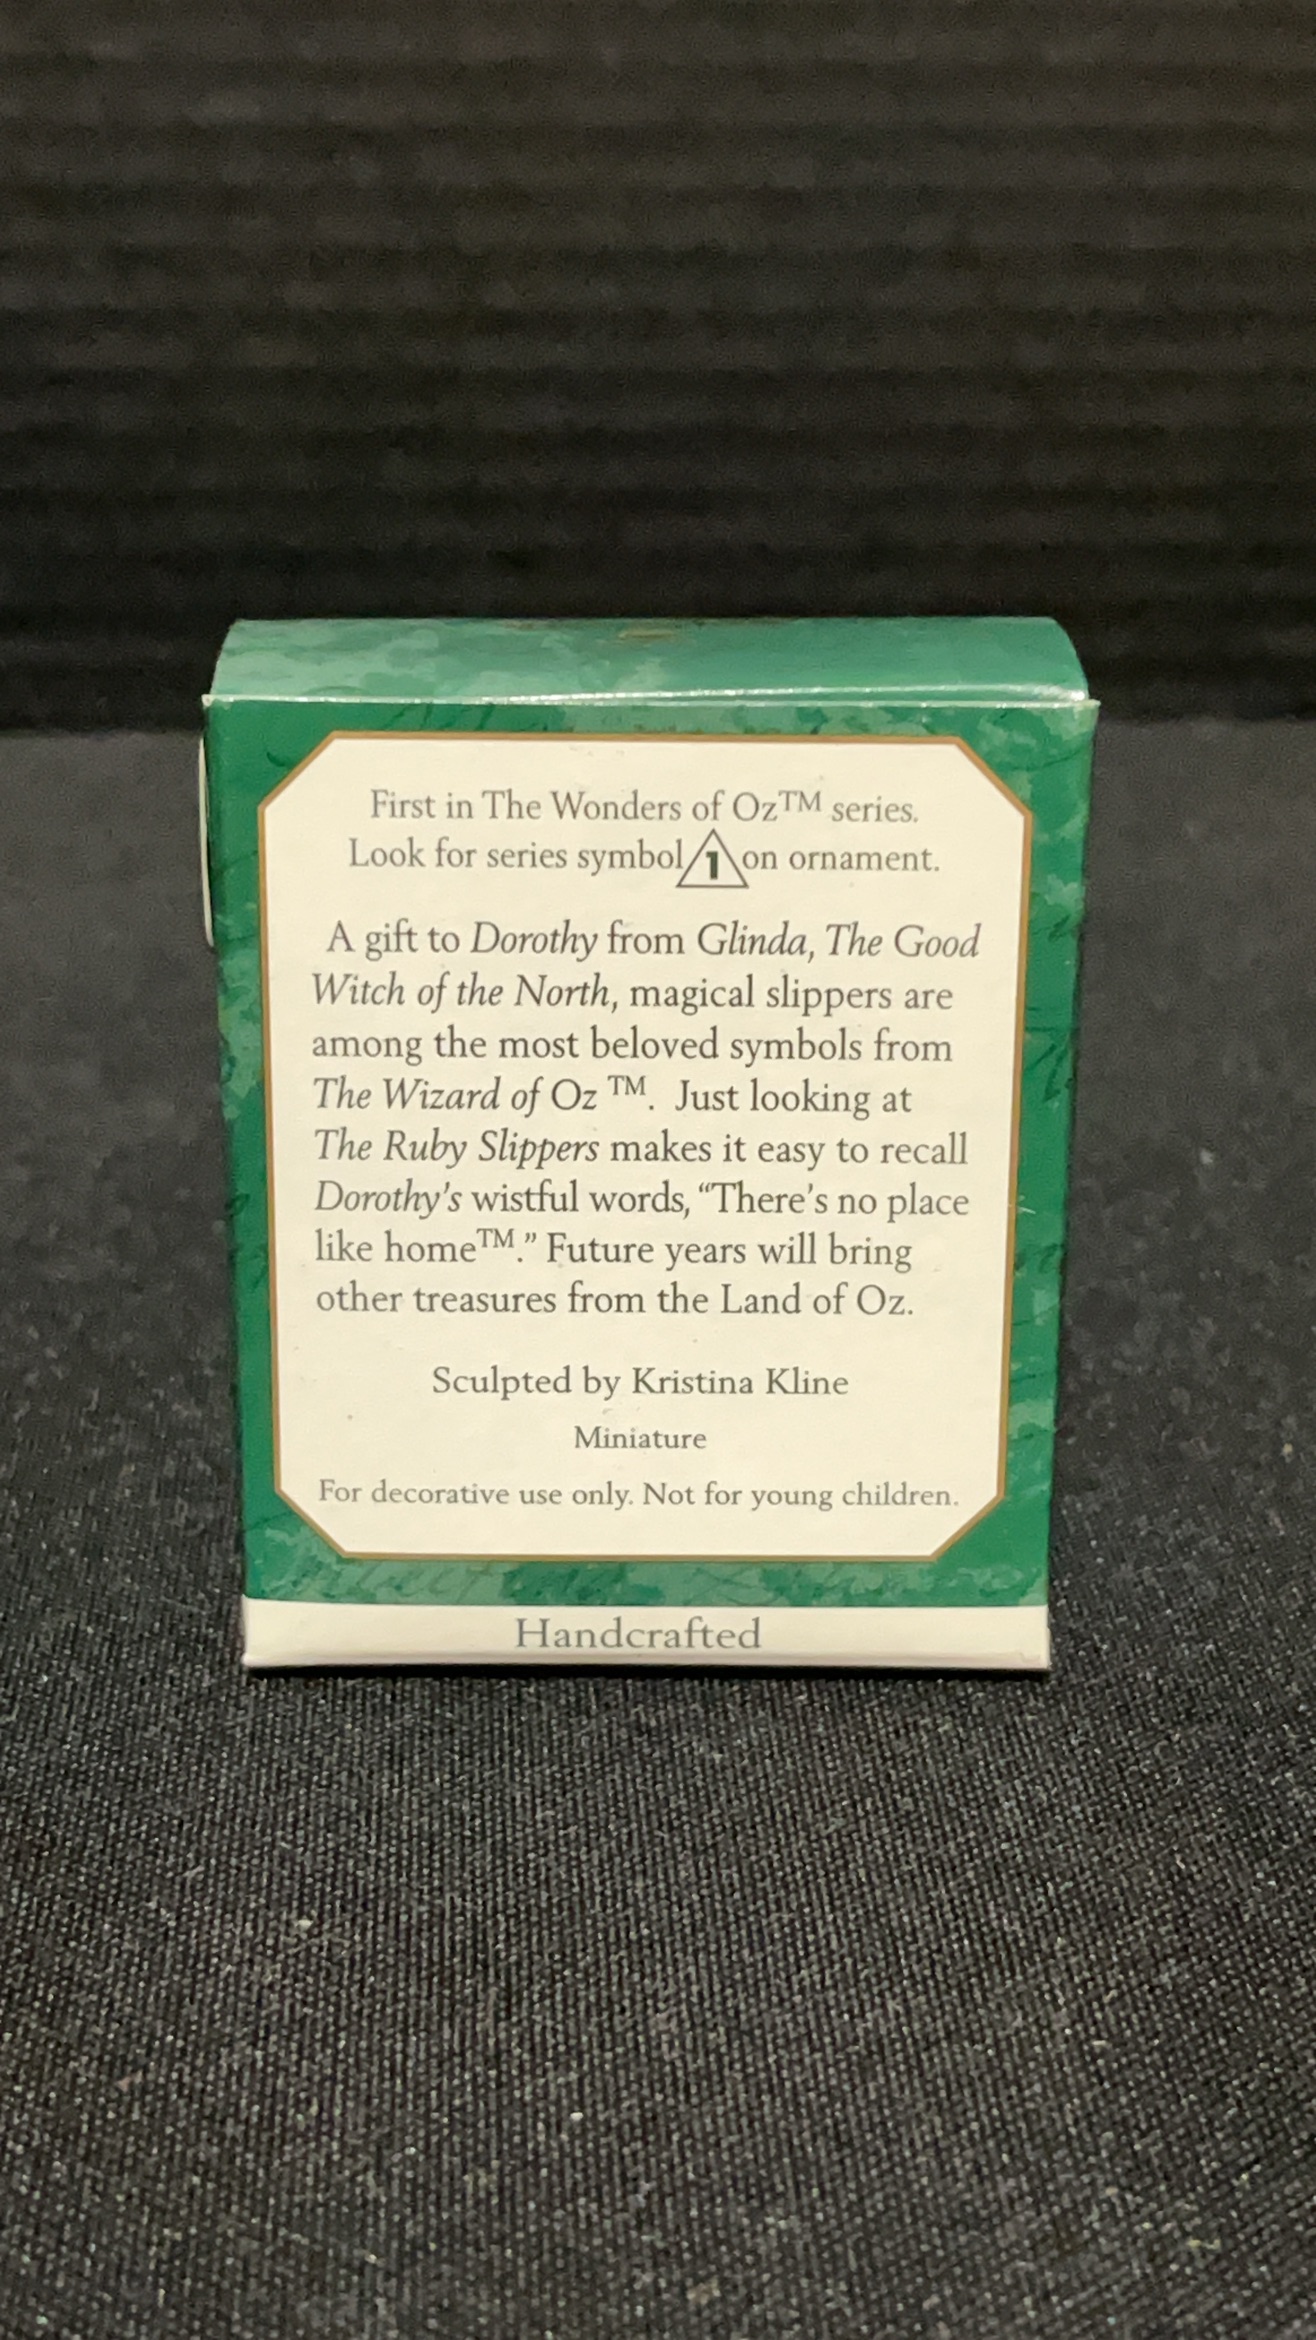 First in The Wonders of Oz™ series.
Look for series symbol 1 on ornament.
A gift to Dorothy from Glinda, The Good
Witch of the North, magical slippers are
among the most beloved symbols from
The Wizard of Oz ™. Just looking at
The Ruby Slippers makes it easy to recall
Dorothy's wistful words, “There's no place
like home™.” Future years will bring
other treasures from the Land of Oz.
Sculpted by Kristina Kline
Miniature
For decorative use only. Not for young children.
Handcrafted